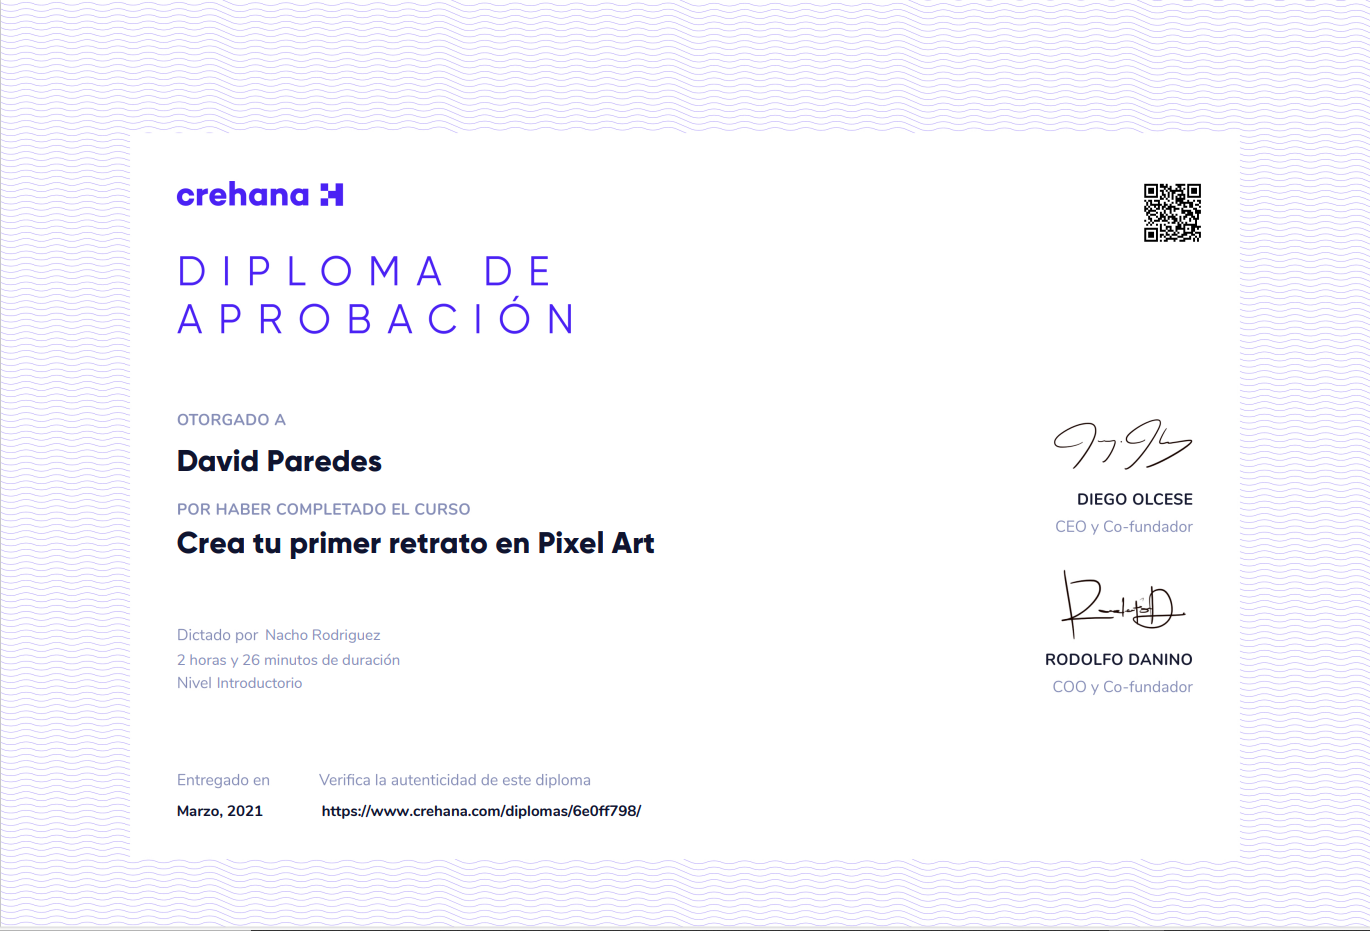 crehana
DIPLOMA DE
APROBACIÓN
OTORGADO A
David Paredes
POR HABER COMPLETADO EL CURSO
Crea tu primer retrato en Pixel Art
Dictado por Nacho Rodriguez
2 horas y 26 minutos de duración
Nivel Introductorio
Entregado en
Marzo, 2021
Verifica la autenticidad de este diploma
https://www.crehana.com/diplomas/6e0ff798/
DIEGO OLCESE
CEO y Co-fundador
RODOLFO DANINO
COO y Co-fundador